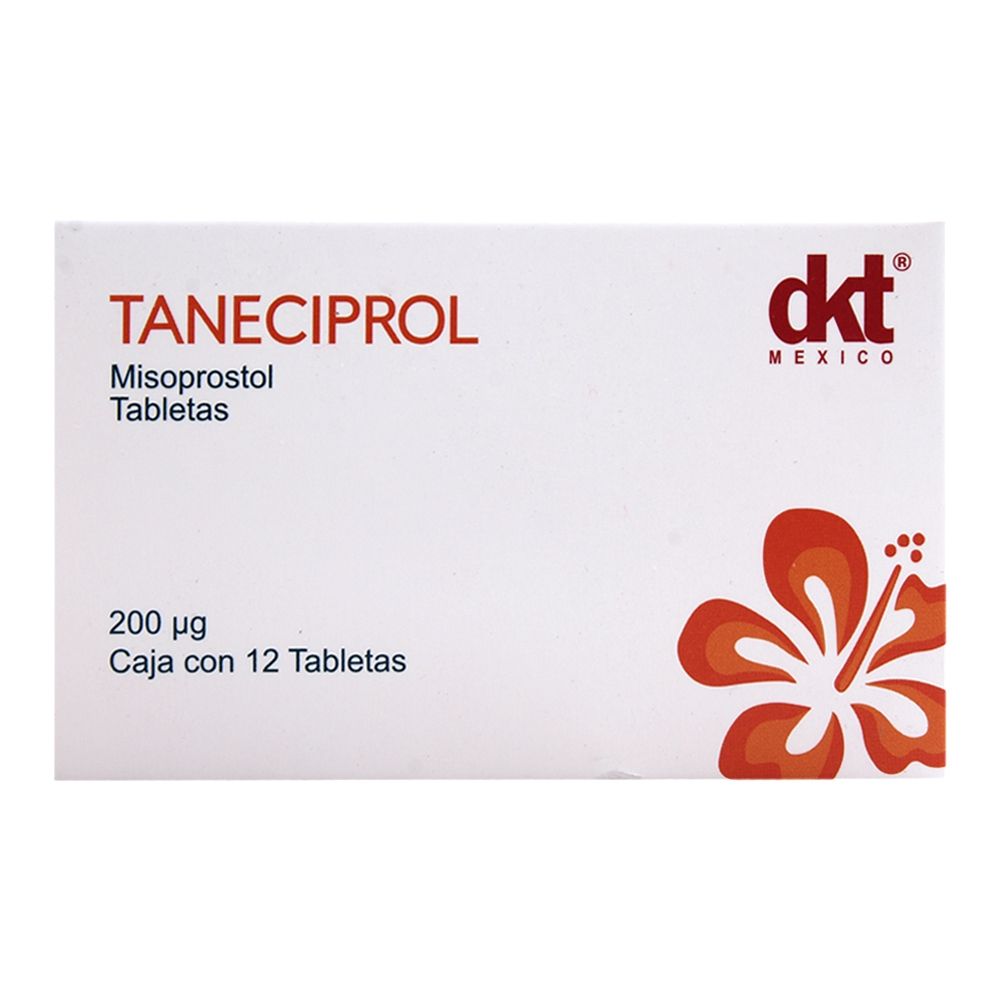 TANECIPROL
Misoprostol
Tabletas
dkt®
MEXICO
200 µg
Caja con 12 Tabletas